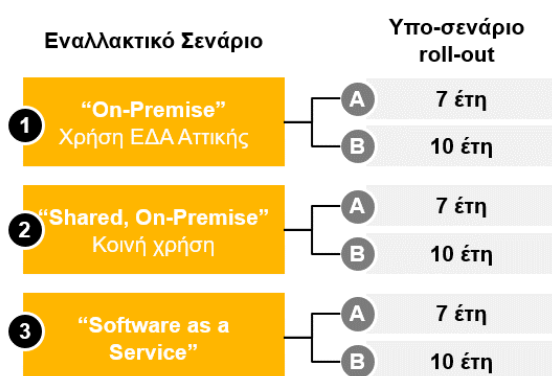 Εναλλακτικό Σενάριο
Υπο-σενάριο
roll-out
1
“On-Premise”
Χρήση ΕΔΑ Αττικής
A
7 έτη
B
10 έτη
2
“Shared, On-Premise”
Κοινή χρήση
A
7 έτη
B
10 έτη
3
“Software as a
Service”
A
7 έτη
B
10 έτη